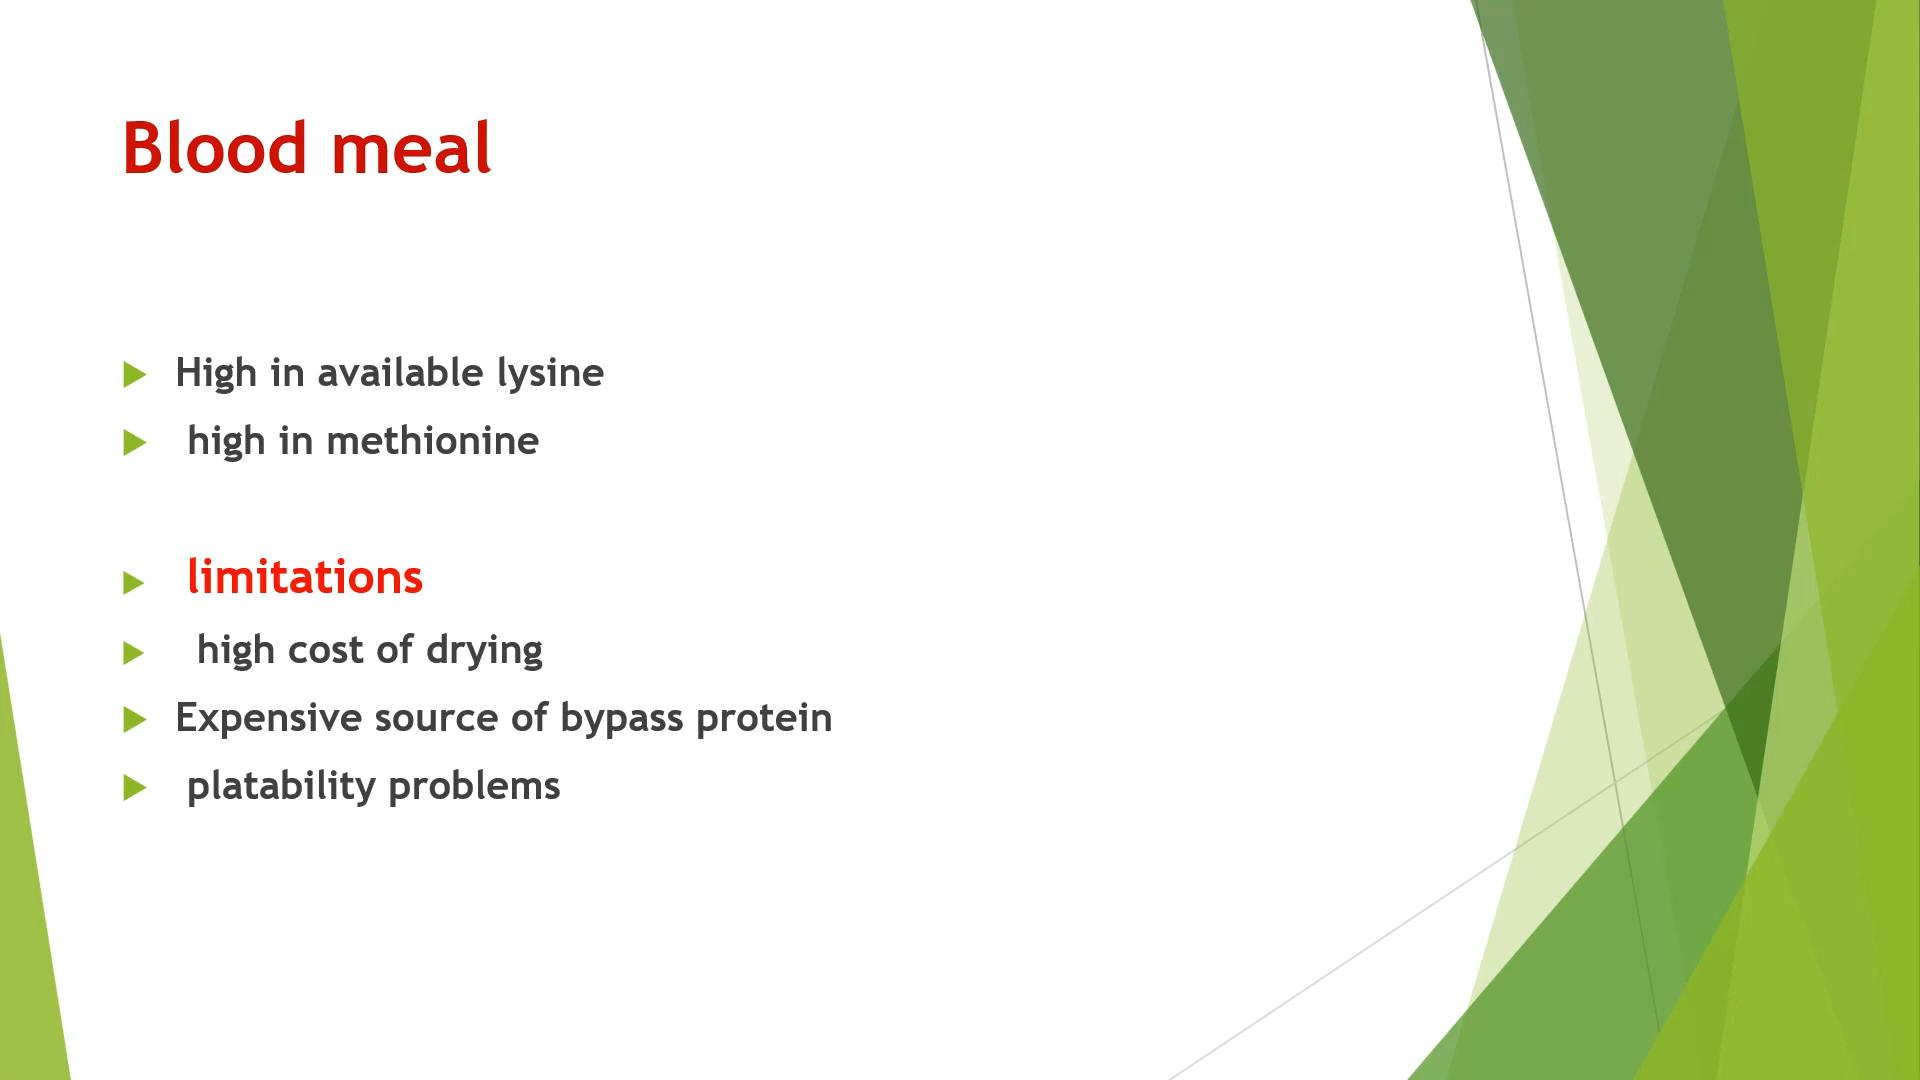 Blood meal
High in available lysine
high in methionine
limitations
high cost of drying
Expensive source of bypass protein
platability problems